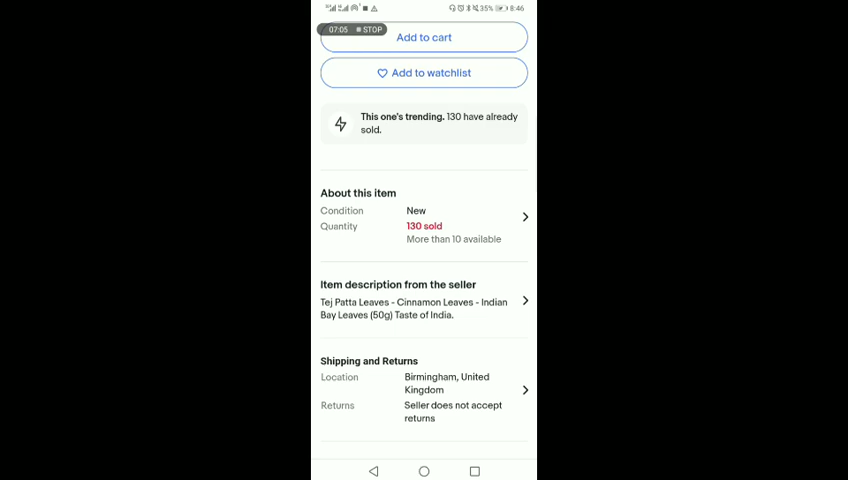 35% 8:46
07:05 STOP
Add to cart
Add to watchlist
This one's trending. 130 have already
sold.
About this item
Condition New
Quantity 130 sold
More than 10 available
Item description from the seller
Tej Patta Leaves - Cinnamon Leaves - Indian
Bay Leaves (50g) Taste of India.
Shipping and Returns
Location Birmingham, United
Kingdom
Returns Seller does not accept
returns